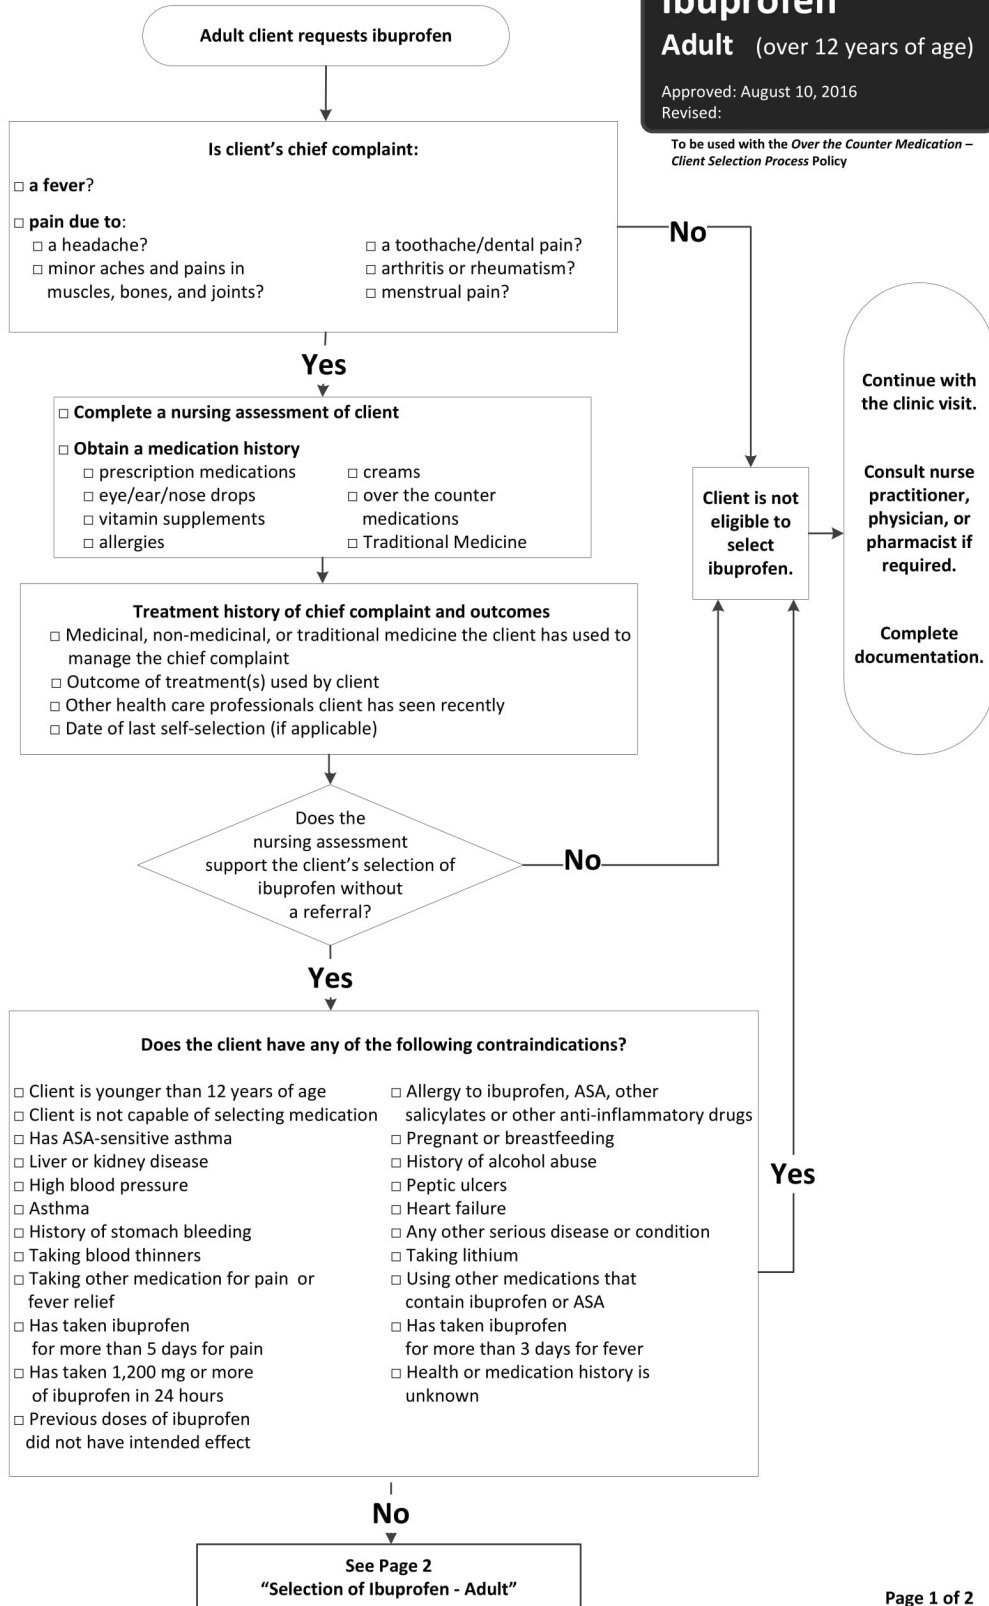 Ibuprofen
Adult (over 12 years of age)
Approved: August 10, 2016
Revised:
To be used with the Over the Counter Medication –
Client Selection Process Policy
Adult client requests ibuprofen
Is client's chief complaint:
□ a fever?
□ pain due to:
□ a headache?
□ minor aches and pains in
muscles, bones, and joints?
□ a toothache/dental pain?
□ arthritis or rheumatism?
□ menstrual pain?
No
Yes
□ Complete a nursing assessment of client
□ Obtain a medication history
□ prescription medications
□ eye/ear/nose drops
□ vitamin supplements
□ allergies
□ creams
□ over the counter
medications
□ Traditional Medicine
Client is not
eligible to
select
ibuprofen.
Continue with
the clinic visit.
Consult nurse
practitioner,
physician, or
pharmacist if
required.
Complete
documentation.
Treatment history of chief complaint and outcomes
□ Medicinal, non-medicinal, or traditional medicine the client has used to
manage the chief complaint
□ Outcome of treatment(s) used by client
□ Other health care professionals client has seen recently
□ Date of last self-selection (if applicable)
Does the
nursing assessment
support the client's selection of
ibuprofen without
a referral?
No
Yes
Does the client have any of the following contraindications?
□ Client is younger than 12 years of age
□ Client is not capable of selecting medication
□ Has ASA-sensitive asthma
□ Liver or kidney disease
□ High blood pressure
□ Asthma
□ History of stomach bleeding
□ Taking blood thinners
□ Taking other medication for pain or
fever relief
□ Has taken ibuprofen
for more than 5 days for pain
□ Has taken 1,200 mg or more
of ibuprofen in 24 hours
□ Previous doses of ibuprofen
did not have intended effect
□ Allergy to ibuprofen, ASA, other
salicylates or other anti-inflammatory drugs
□ Pregnant or breastfeeding
□ History of alcohol abuse
□ Peptic ulcers
□ Heart failure
□ Any other serious disease or condition
□ Taking lithium
□ Using other medications that
contain ibuprofen or ASA
□ Has taken ibuprofen
for more than 3 days for fever
□ Health or medication history is
unknown
Yes
No
See Page 2
"Selection of Ibuprofen - Adult"
Page 1 of 2